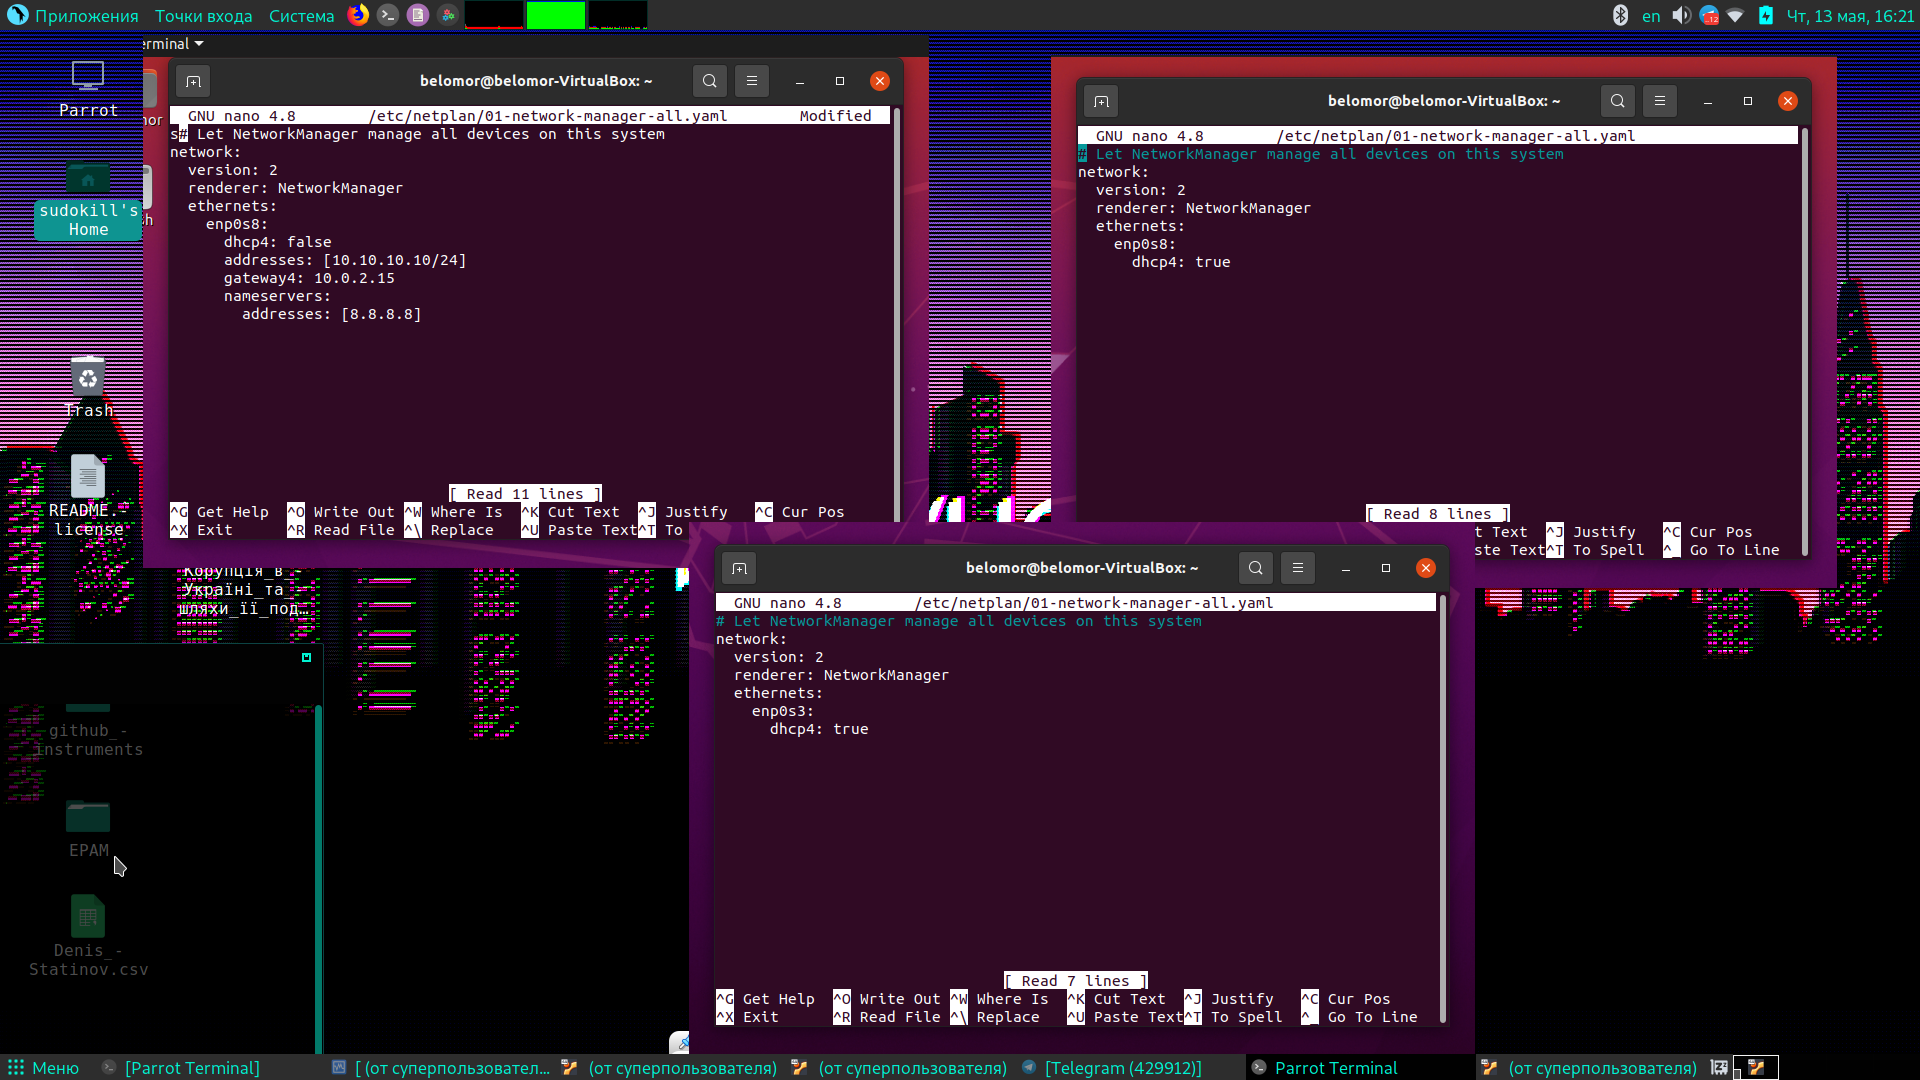 Приложения Точки входа Система
en
12
Чт, 13 мая, 16:21
erminal
Parrot
sudokill's
Home
Trash
README.-
license
Корупція_в_-
Україні_та_-
шляхи_її_под…
github_-
instruments
EPAM
Denis_-
Statinov.csv
belomor@belomor-VirtualBox: ~
GNU nano 4.8 /etc/netplan/01-network-manager-all.yaml Modified
s# Let NetworkManager manage all devices on this system
network:
  version: 2
  renderer: NetworkManager
  ethernets:
    enp0s8:
      dhcp4: false
      addresses: [10.10.10.10/24]
      gateway4: 10.0.2.15
      nameservers:
        addresses: [8.8.8.8]
[ Read 11 lines ]
^G Get Help ^O Write Out ^W Where Is ^K Cut Text ^J Justify ^C Cur Pos
^X Exit ^R Read File ^\ Replace ^U Paste Text^T To
belomor@belomor-VirtualBox: ~
GNU nano 4.8 /etc/netplan/01-network-manager-all.yaml
# Let NetworkManager manage all devices on this system
network:
  version: 2
  renderer: NetworkManager
  ethernets:
    enp0s8:
      dhcp4: true
[ Read 8 lines ]
t Text ^J Justify ^C Cur Pos
ste Text^T To Spell ^_ Go To Line
belomor@belomor-VirtualBox: ~
GNU nano 4.8 /etc/netplan/01-network-manager-all.yaml
# Let NetworkManager manage all devices on this system
network:
  version: 2
  renderer: NetworkManager
  ethernets:
    enp0s3:
      dhcp4: true
[ Read 7 lines ]
^G Get Help ^O Write Out ^W Where Is ^K Cut Text ^J Justify ^C Cur Pos
^X Exit ^R Read File ^\ Replace ^U Paste Text^T To Spell ^_ Go To Line
Меню [Parrot Terminal] [ (от суперпользовател… (от суперпользователя) (от суперпользователя) [Telegram (429912)] Parrot Terminal (от суперпользователя)